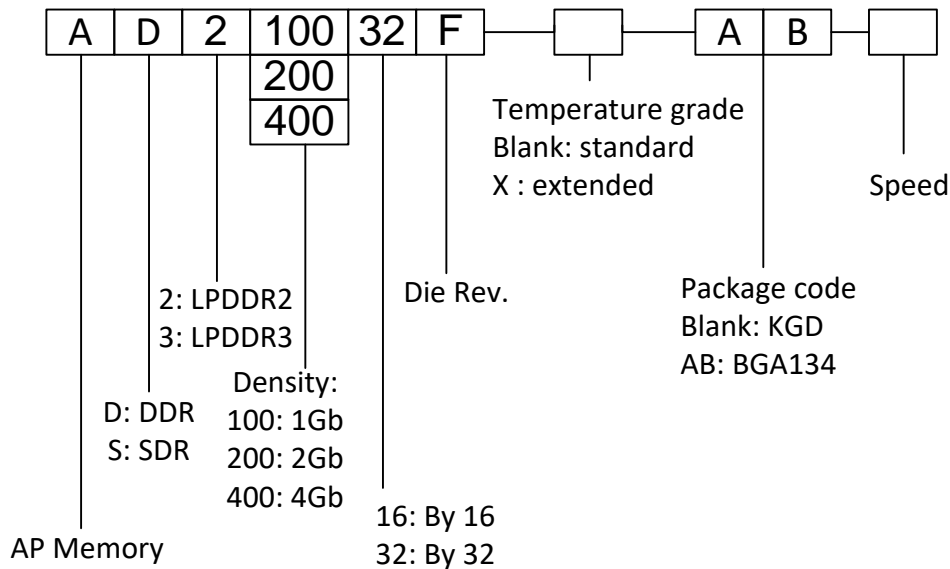 A D 2 100 32 F A B
200
400
Temperature grade
Blank: standard
X : extended
Speed
2: LPDDR2
3: LPDDR3
Die Rev.
Package code
Blank: KGD
AB: BGA134
Density:
100: 1Gb
200: 2Gb
400: 4Gb
D: DDR
S: SDR
16: By 16
32: By 32
AP Memory